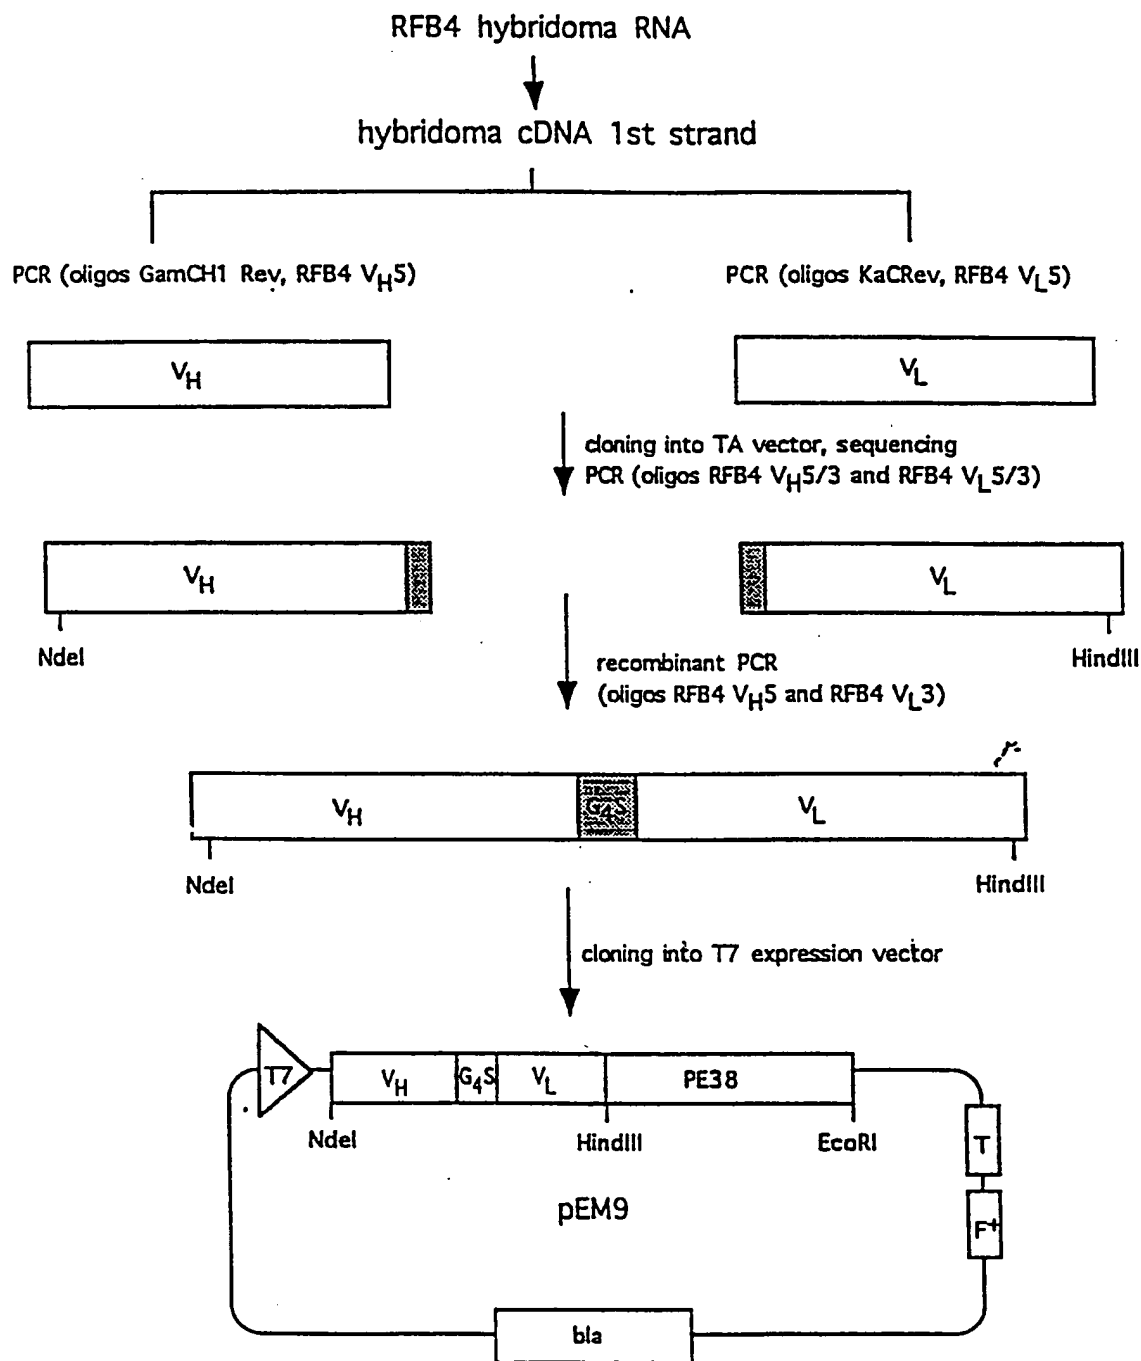 RFB4 hybridoma RNA
hybridoma cDNA 1st strand
PCR (oligos GamCH1 Rev, RFB4 VH5)
PCR (oligos KaCRev, RFB4 VL5)
VH
VL
cloning into TA vector, sequencing
PCR (oligos RFB4 VH5/3 and RFB4 VL5/3)
VH
VL
NdeI
HindIII
recombinant PCR
(oligos RFB4 VH5 and RFB4 VL3)
VH
G4S
VL
NdeI
HindIII
cloning into T7 expression vector
T7
VH
G4S
VL
PE38
NdeI
HindIII
EcoRI
T
F+
pEM9
bla